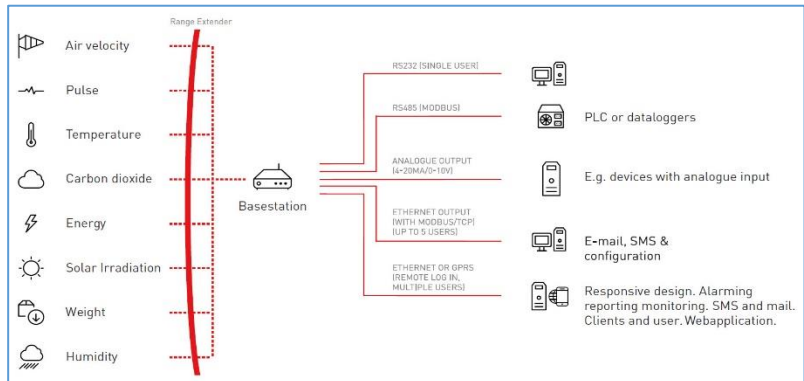 Range Extender
Air velocity
Pulse
Temperature
Carbon dioxide
Energy
Solar Irradiation
Weight
Humidity
Basestation
RS232 (SINGLE USER)
RS485 (MODBUS)
PLC or dataloggers
ANALOGUE OUTPUT
(4-20MA/0-10V)
E.g. devices with analogue input
ETHERNET OUTPUT
(WITH MODBUS/TCP)
(UP TO 5 USERS)
E-mail, SMS &
configuration
ETHERNET OR GPRS
(REMOTE LOG IN,
MULTIPLE USERS)
Responsive design. Alarming
reporting monitoring. SMS and mail.
Clients and user. Webapplication.